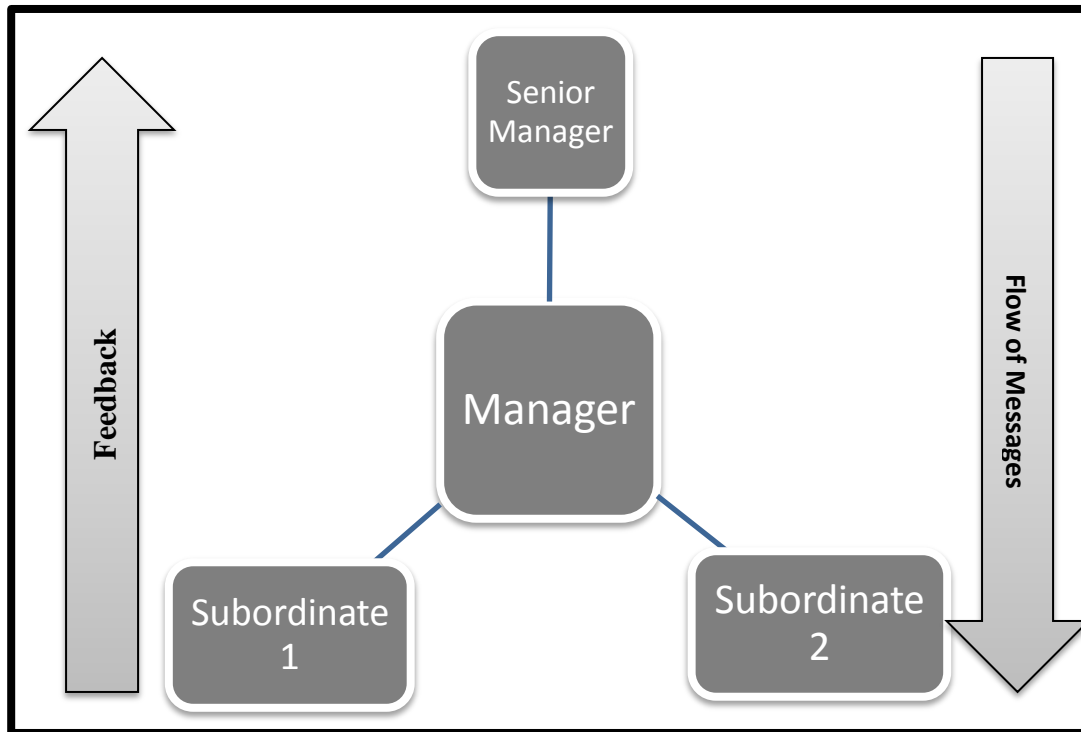 Senior
Manager
Feedback
Manager
Flow of Messages
Subordinate
1
Subordinate
2